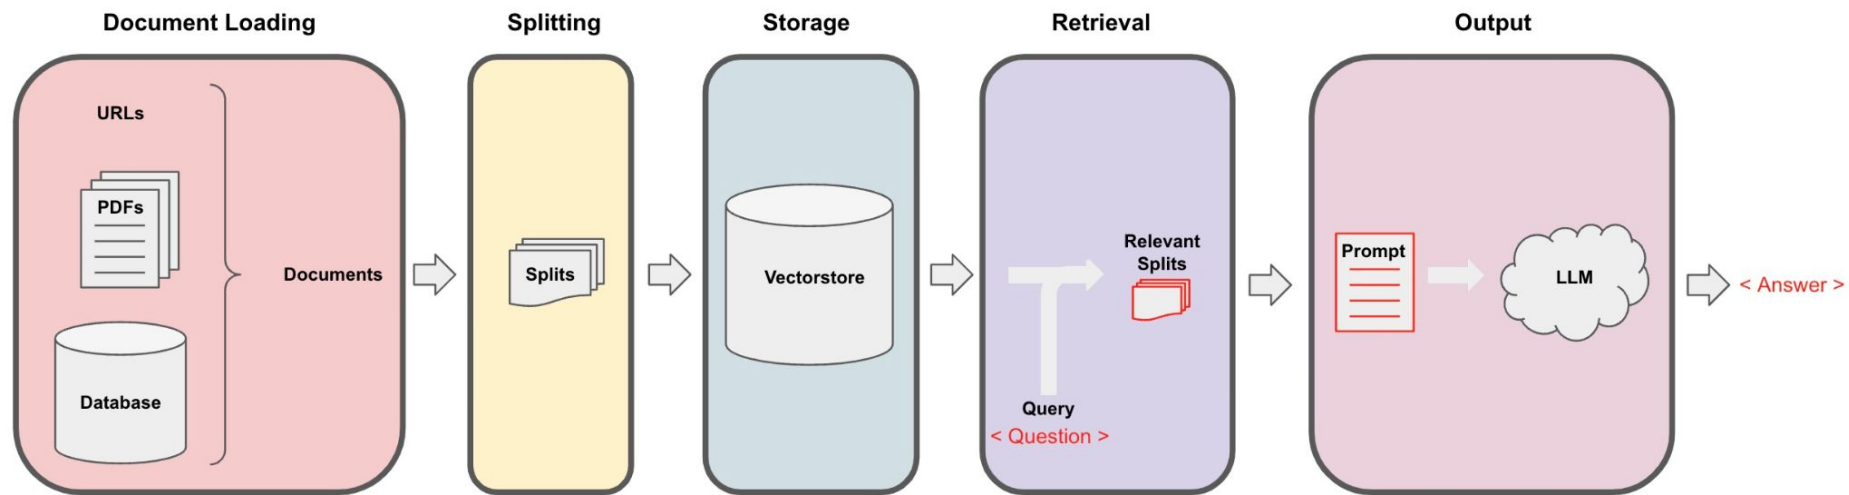 Document Loading
Splitting
Storage
Retrieval
Output
URLs
PDFs
Database
Documents
Splits
Vectorstore
Relevant
Splits
Query
< Question >
Prompt
LLM
< Answer >